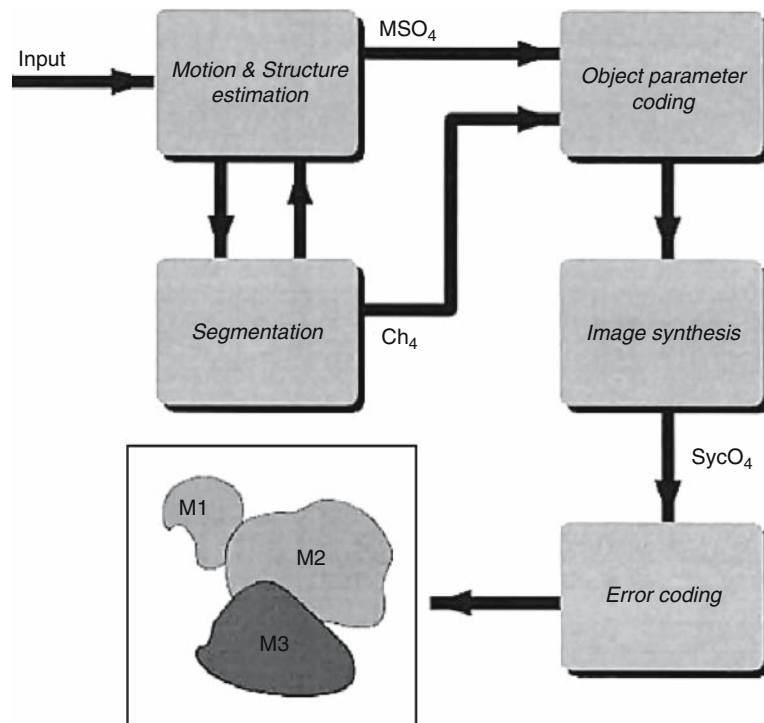 Input
Motion & Structure
estimation
MSO₄
Object parameter
coding
Segmentation
Ch₄
Image synthesis
SycO₄
Error coding
M1
M2
M3